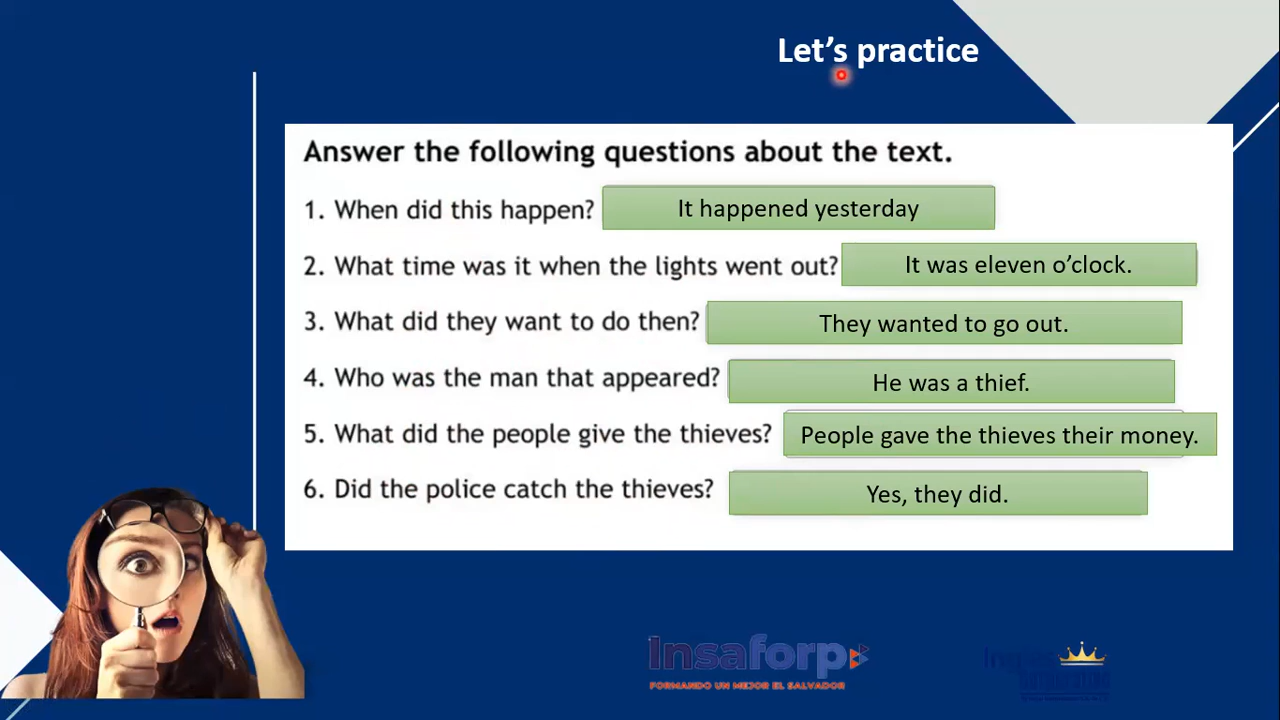 Let’s practice
Answer the following questions about the text.
1. When did this happen? It happened yesterday
2. What time was it when the lights went out? It was eleven o’clock.
3. What did they want to do then? They wanted to go out.
4. Who was the man that appeared? He was a thief.
5. What did the people give the thieves? People gave the thieves their money.
6. Did the police catch the thieves? Yes, they did.
Insaforp
FORMANDO UN MEJOR EL SALVADOR